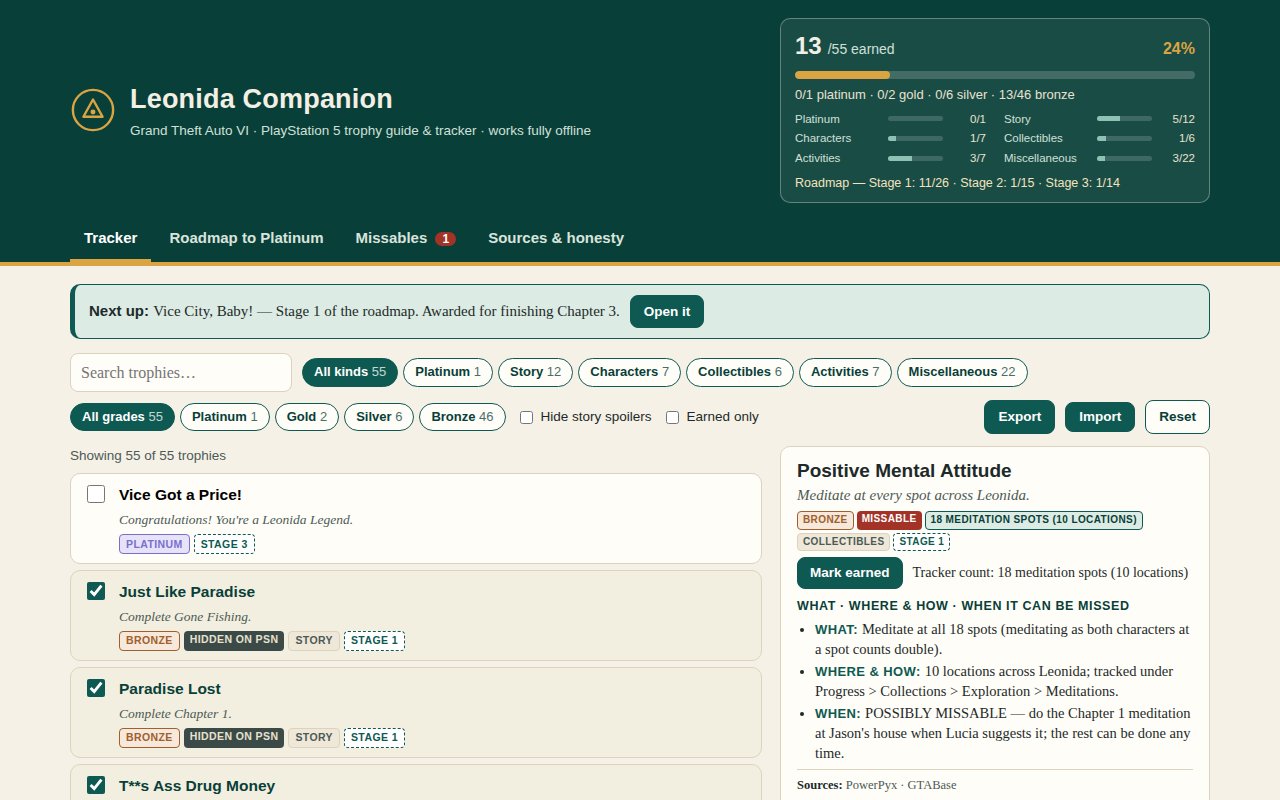 Leonida Companion
Grand Theft Auto VI · PlayStation 5 trophy guide & tracker · works fully offline
13 /55 earned 24%
0/1 platinum · 0/2 gold · 0/6 silver · 13/46 bronze
Platinum 0/1 Story 5/12
Characters 1/7 Collectibles 1/6
Activities 3/7 Miscellaneous 3/22
Roadmap — Stage 1: 11/26 · Stage 2: 1/15 · Stage 3: 1/14
Tracker Roadmap to Platinum Missables 1 Sources & honesty
Next up: Vice City, Baby! — Stage 1 of the roadmap. Awarded for finishing Chapter 3. Open it
Search trophies… All kinds 55 Platinum 1 Story 12 Characters 7 Collectibles 6 Activities 7 Miscellaneous 22
All grades 55 Platinum 1 Gold 2 Silver 6 Bronze 46 Hide story spoilers Earned only Export Import Reset
Showing 55 of 55 trophies
Vice Got a Price!
Congratulations! You're a Leonida Legend.
PLATINUM STAGE 3
Just Like Paradise
Complete Gone Fishing.
BRONZE HIDDEN ON PSN STORY STAGE 1
Paradise Lost
Complete Chapter 1.
BRONZE HIDDEN ON PSN STORY STAGE 1
T**s Ass Drug Money
Positive Mental Attitude
Meditate at every spot across Leonida.
BRONZE MISSABLE 18 MEDITATION SPOTS (10 LOCATIONS)
COLLECTIBLES STAGE 1
Mark earned Tracker count: 18 meditation spots (10 locations)
WHAT · WHERE & HOW · WHEN IT CAN BE MISSED
• WHAT: Meditate at all 18 spots (meditating as both characters at
a spot counts double).
• WHERE & HOW: 10 locations across Leonida; tracked under
Progress > Collections > Exploration > Meditations.
• WHEN: POSSIBLY MISSABLE — do the Chapter 1 meditation
at Jason's house when Lucia suggests it; the rest can be done any
time.
Sources: PowerPyx · GTABase